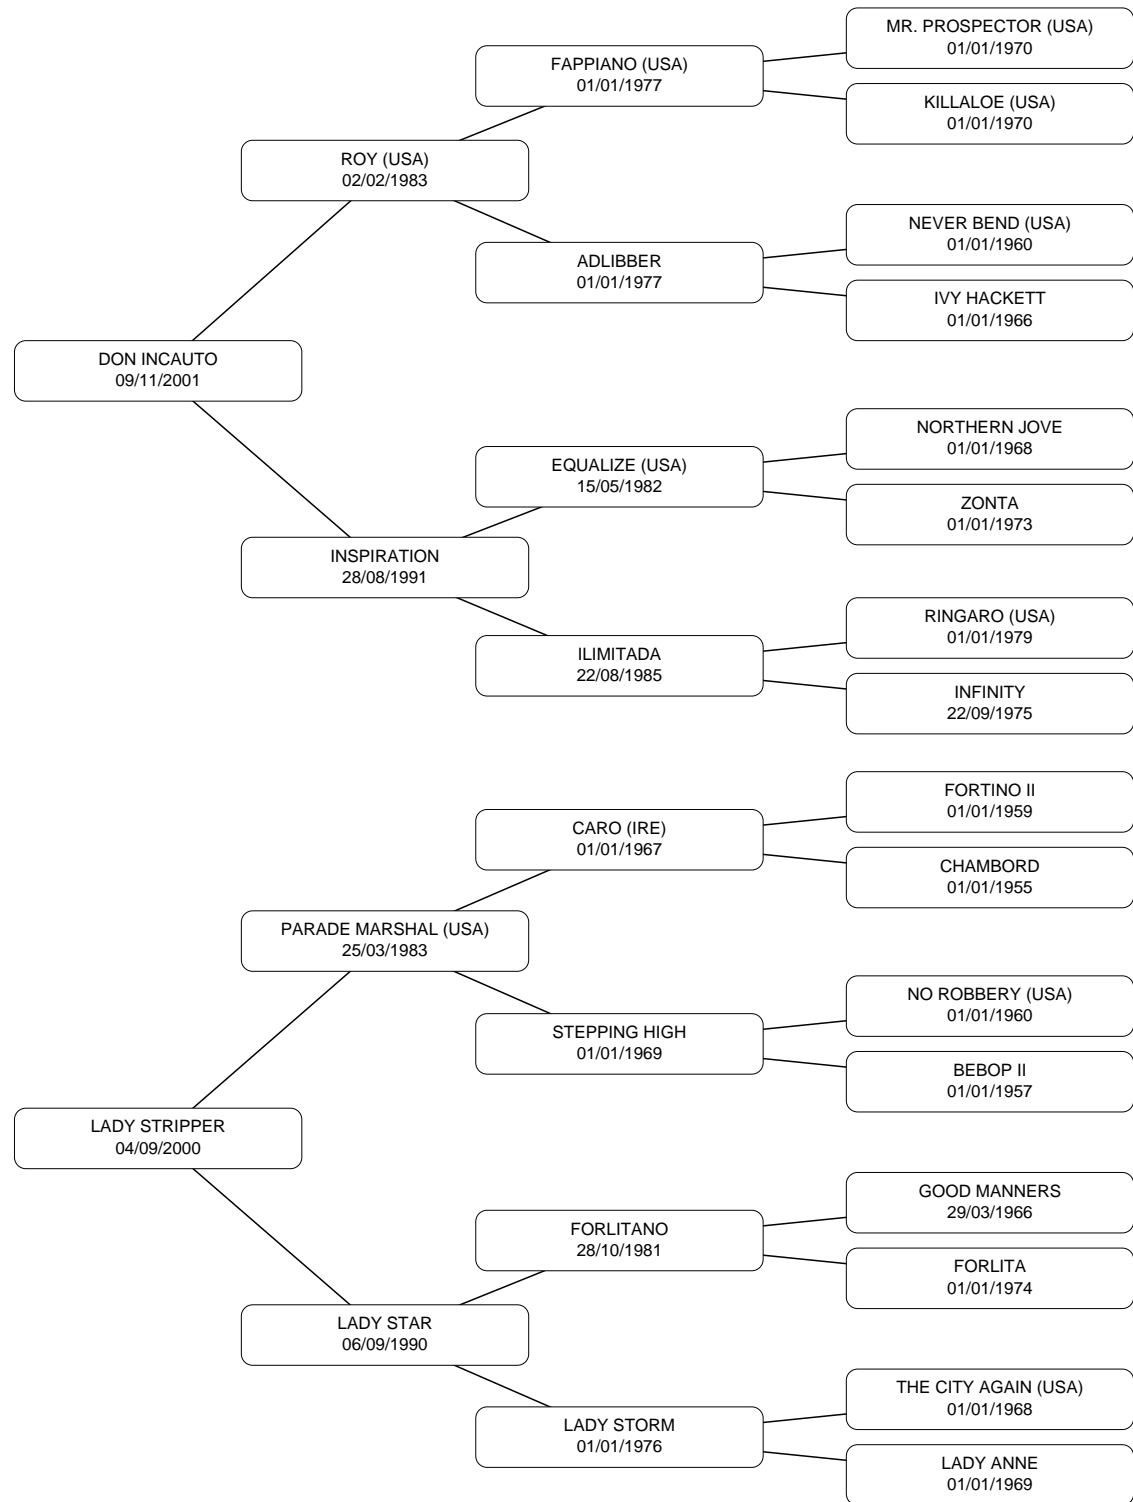 MR. PROSPECTOR (USA)
01/01/1970
FAPPIANO (USA)
01/01/1977
KILLALOE (USA)
01/01/1970
ROY (USA)
02/02/1983
NEVER BEND (USA)
01/01/1960
ADLIBBER
01/01/1977
IVY HACKETT
01/01/1966
DON INCAUTO
09/11/2001
NORTHERN JOVE
01/01/1968
EQUALIZE (USA)
15/05/1982
ZONTA
01/01/1973
INSPIRATION
28/08/1991
RINGARO (USA)
01/01/1979
ILIMITADA
22/08/1985
INFINITY
22/09/1975
FORTINO II
01/01/1959
CARO (IRE)
01/01/1967
CHAMBORD
01/01/1955
PARADE MARSHAL (USA)
25/03/1983
NO ROBBERY (USA)
01/01/1960
STEPPING HIGH
01/01/1969
BEBOP II
01/01/1957
LADY STRIPPER
04/09/2000
GOOD MANNERS
29/03/1966
FORLITANO
28/10/1981
FORLITA
01/01/1974
LADY STAR
06/09/1990
THE CITY AGAIN (USA)
01/01/1968
LADY STORM
01/01/1976
LADY ANNE
01/01/1969